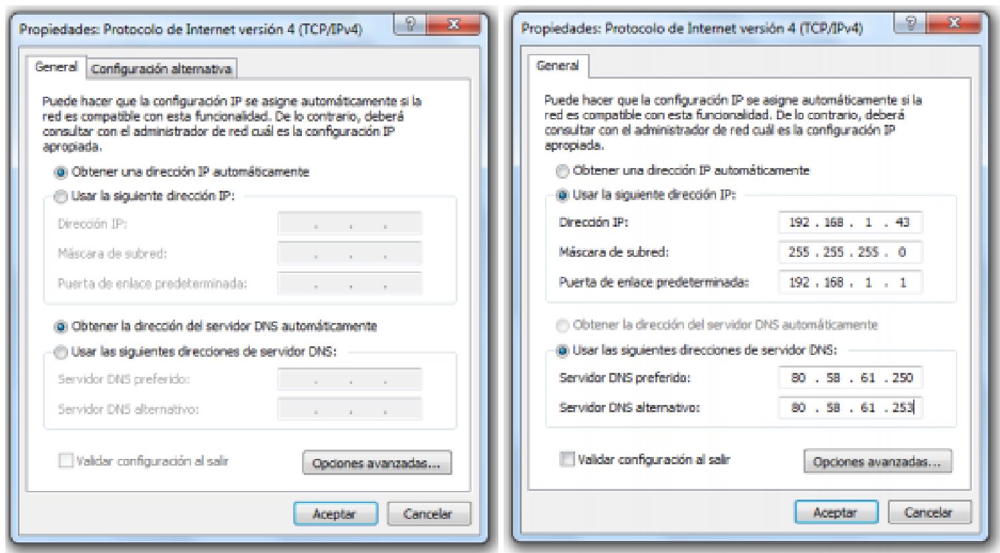 Propiedades: Protocolo de Internet versión 4 (TCP/IPv4)
General
Configuración alternativa
Puede hacer que la configuración IP se asigne automáticamente si la
red es compatible con esta funcionalidad. De lo contrario, deberá
consultar con el administrador de red cuál es la configuración IP
apropiada.
Obtener una dirección IP automáticamente
Usar la siguiente dirección IP:
Dirección IP:
. . .
Máscara de subred:
. . .
Puerta de enlace predeterminada:
. . .
Obtener la dirección del servidor DNS automáticamente
Usar las siguientes direcciones de servidor DNS:
Servidor DNS preferido:
. . .
Servidor DNS alternativo:
. . .
Validar configuración al salir
Opciones avanzadas...
Aceptar
Cancelar
Propiedades: Protocolo de Internet versión 4 (TCP/IPv4)
General
Puede hacer que la configuración IP se asigne automáticamente si la
red es compatible con esta funcionalidad. De lo contrario, deberá
consultar con el administrador de red cuál es la configuración IP
apropiada.
Obtener una dirección IP automáticamente
Usar la siguiente dirección IP:
Dirección IP:
192 . 168 . 1 . 43
Máscara de subred:
255 . 255 . 255 . 0
Puerta de enlace predeterminada:
192 . 168 . 1 . 1
Obtener la dirección del servidor DNS automáticamente
Usar las siguientes direcciones de servidor DNS:
Servidor DNS preferido:
80 . 58 . 61 . 250
Servidor DNS alternativo:
80 . 58 . 61 . 253
Validar configuración al salir
Opciones avanzadas...
Aceptar
Cancelar